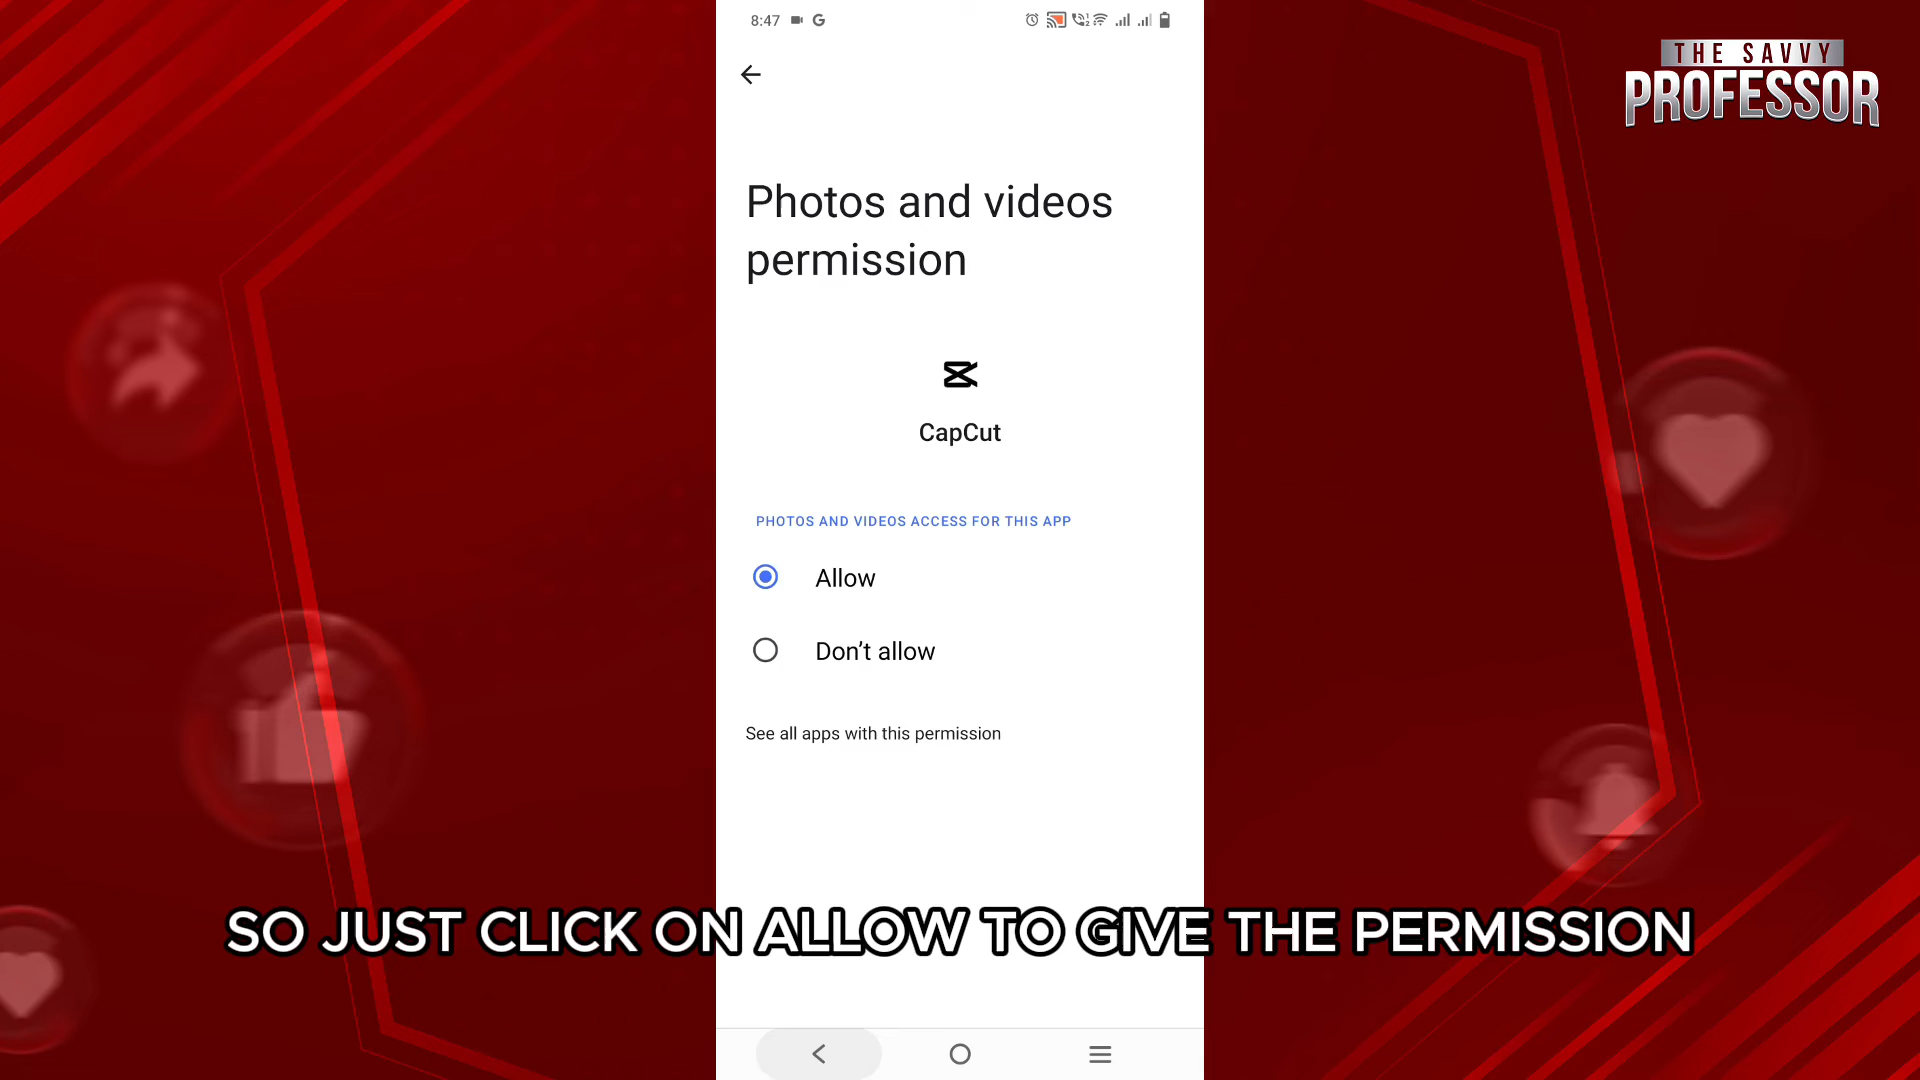 8:47
THE SAVVY
PROFESSOR
Photos and videos
permission
CapCut
PHOTOS AND VIDEOS ACCESS FOR THIS APP
Allow
Don’t allow
See all apps with this permission
SO JUST CLICK ON ALLOW TO GIVE THE PERMISSION